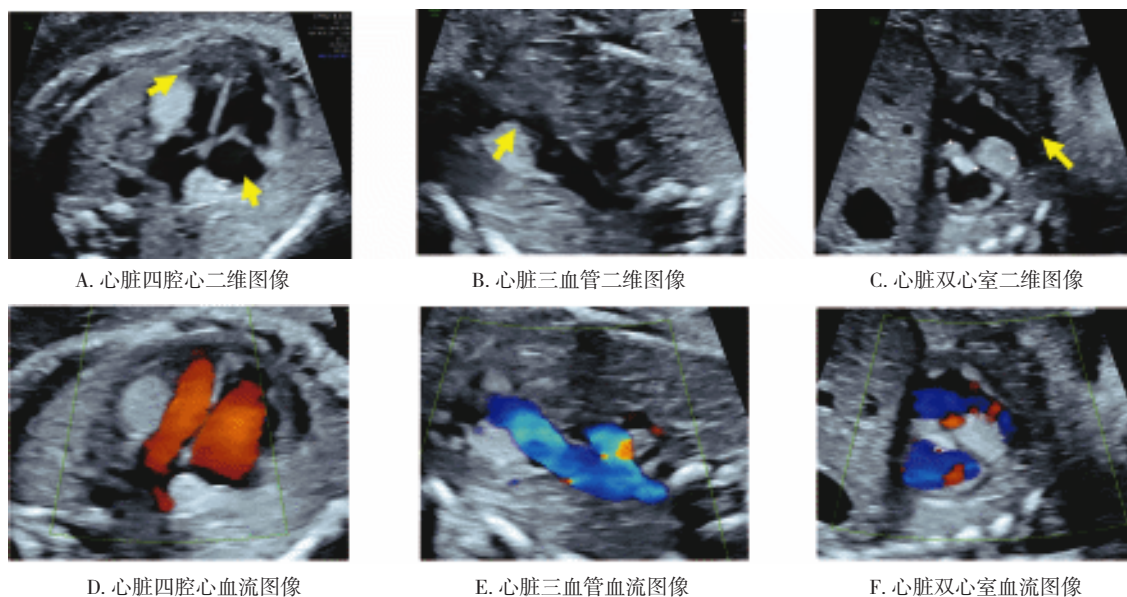 A. 心脏四腔心二维图像
B. 心脏三血管二维图像
C. 心脏双心室二维图像
D. 心脏四腔心血流图像
E. 心脏三血管血流图像
F. 心脏双心室血流图像